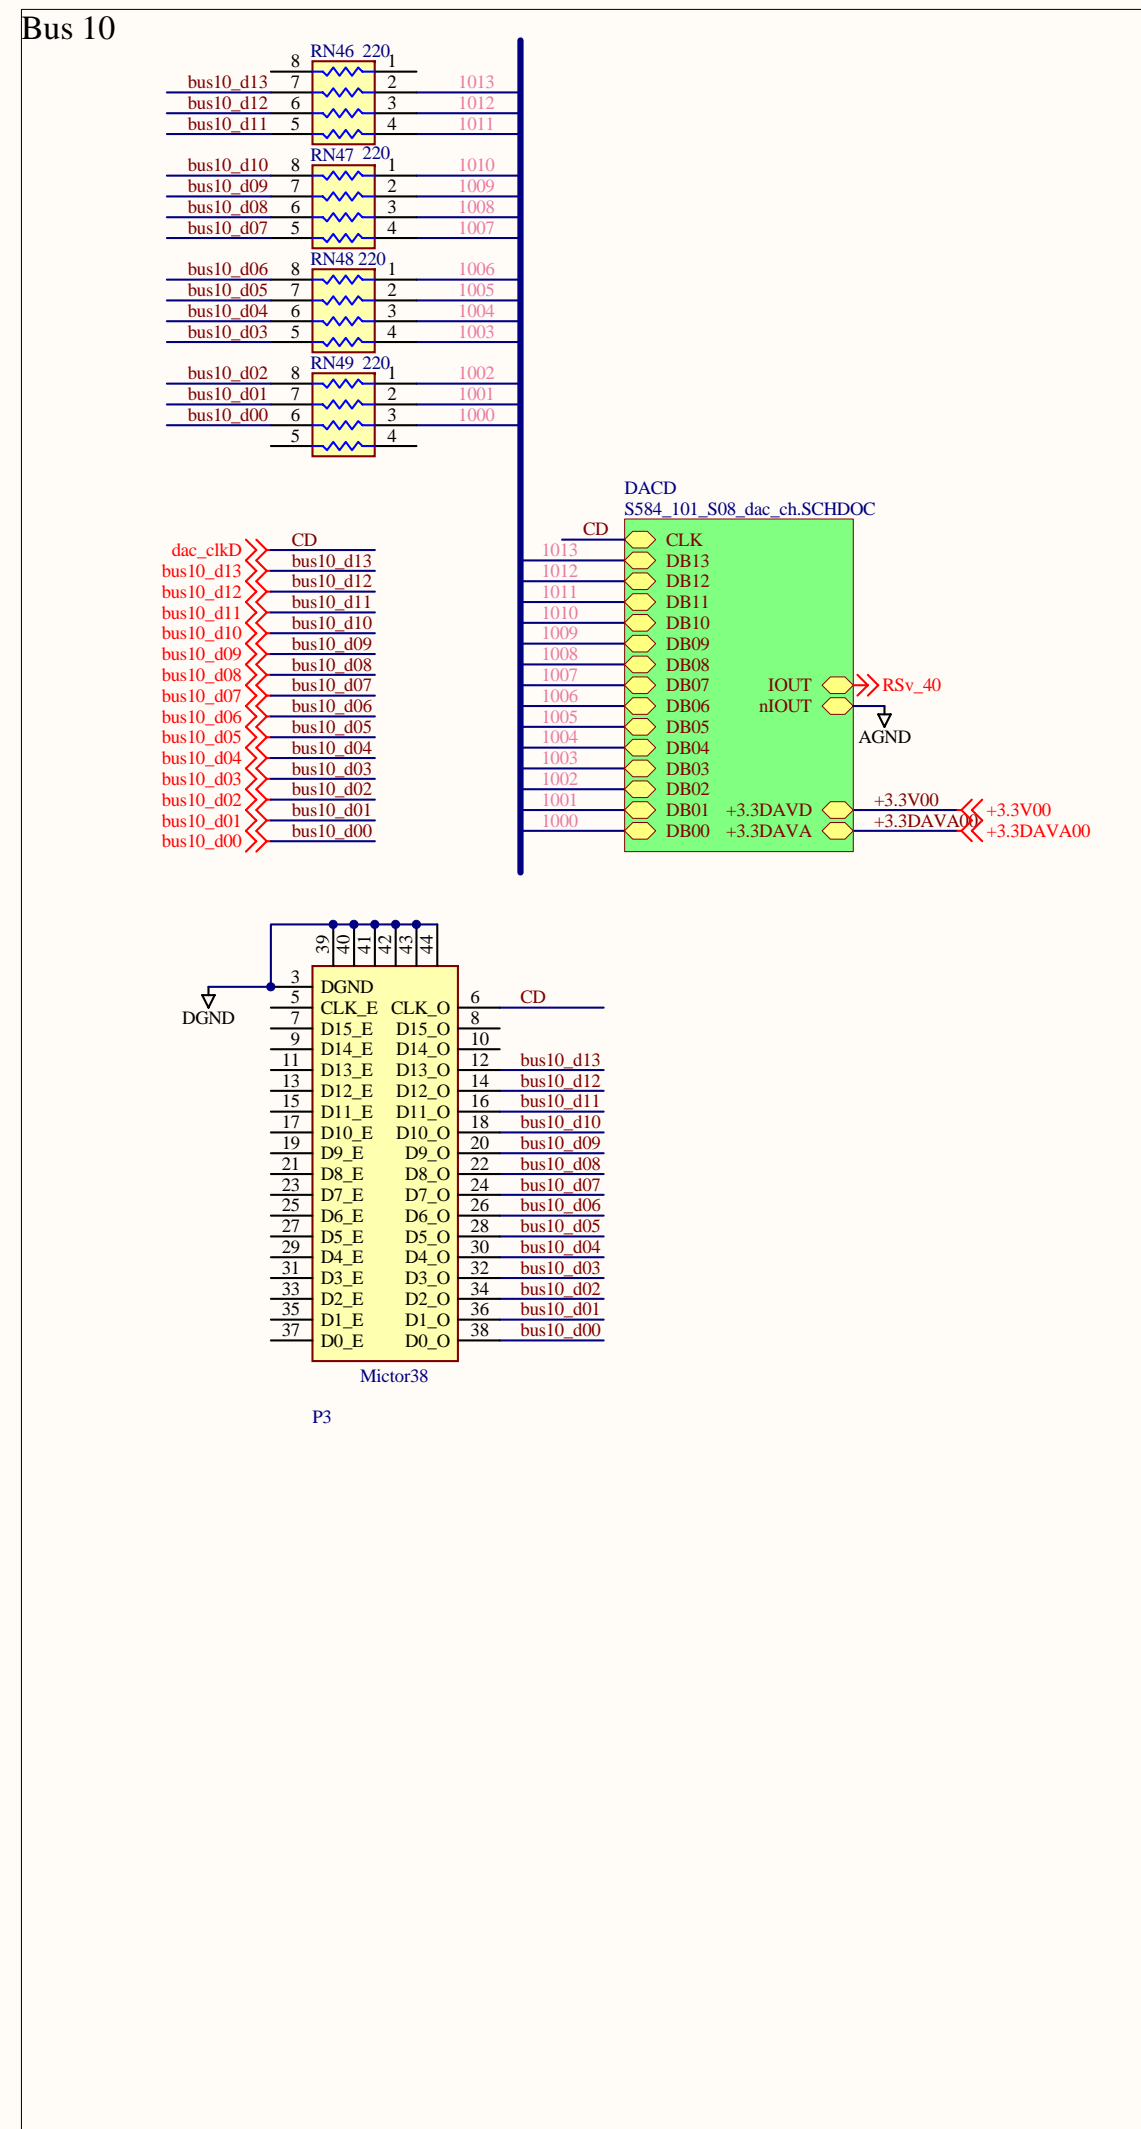 Bus 10
RN46 220
8 1
bus10_d13 7 2 1013
bus10_d12 6 3 1012
bus10_d11 5 4 1011
RN47 220
bus10_d10 8 1 1010
bus10_d09 7 2 1009
bus10_d08 6 3 1008
bus10_d07 5 4 1007
RN48 220
bus10_d06 8 1 1006
bus10_d05 7 2 1005
bus10_d04 6 3 1004
bus10_d03 5 4 1003
RN49 220
bus10_d02 8 1 1002
bus10_d01 7 2 1001
bus10_d00 6 3 1000
5 4
dac_clkD CD
bus10_d13 bus10_d13
bus10_d12 bus10_d12
bus10_d11 bus10_d11
bus10_d10 bus10_d10
bus10_d09 bus10_d09
bus10_d08 bus10_d08
bus10_d07 bus10_d07
bus10_d06 bus10_d06
bus10_d05 bus10_d05
bus10_d04 bus10_d04
bus10_d03 bus10_d03
bus10_d02 bus10_d02
bus10_d01 bus10_d01
bus10_d00 bus10_d00
DACD
S584_101_S08_dac_ch.SCHDOC
CD CLK
1013 DB13
1012 DB12
1011 DB11
1010 DB10
1009 DB09
1008 DB08
1007 DB07 IOUT RSv_40
1006 DB06 nIOUT
AGND
1005 DB05
1004 DB04
1003 DB03
1002 DB02
1001 DB01 +3.3DAVD +3.3V00 +3.3V00
1000 DB00 +3.3DAVA +3.3DAVA00 +3.3DAVA00
39 40 41 42 43 44
3 DGND
DGND
5 CLK_E CLK_O 6 CD
7 D15_E D15_O 8
9 D14_E D14_O 10
11 D13_E D13_O 12 bus10_d13
13 D12_E D12_O 14 bus10_d12
15 D11_E D11_O 16 bus10_d11
17 D10_E D10_O 18 bus10_d10
19 D9_E D9_O 20 bus10_d09
21 D8_E D8_O 22 bus10_d08
23 D7_E D7_O 24 bus10_d07
25 D6_E D6_O 26 bus10_d06
27 D5_E D5_O 28 bus10_d05
29 D4_E D4_O 30 bus10_d04
31 D3_E D3_O 32 bus10_d03
33 D2_E D2_O 34 bus10_d02
35 D1_E D1_O 36 bus10_d01
37 D0_E D0_O 38 bus10_d00
Mictor38
P3